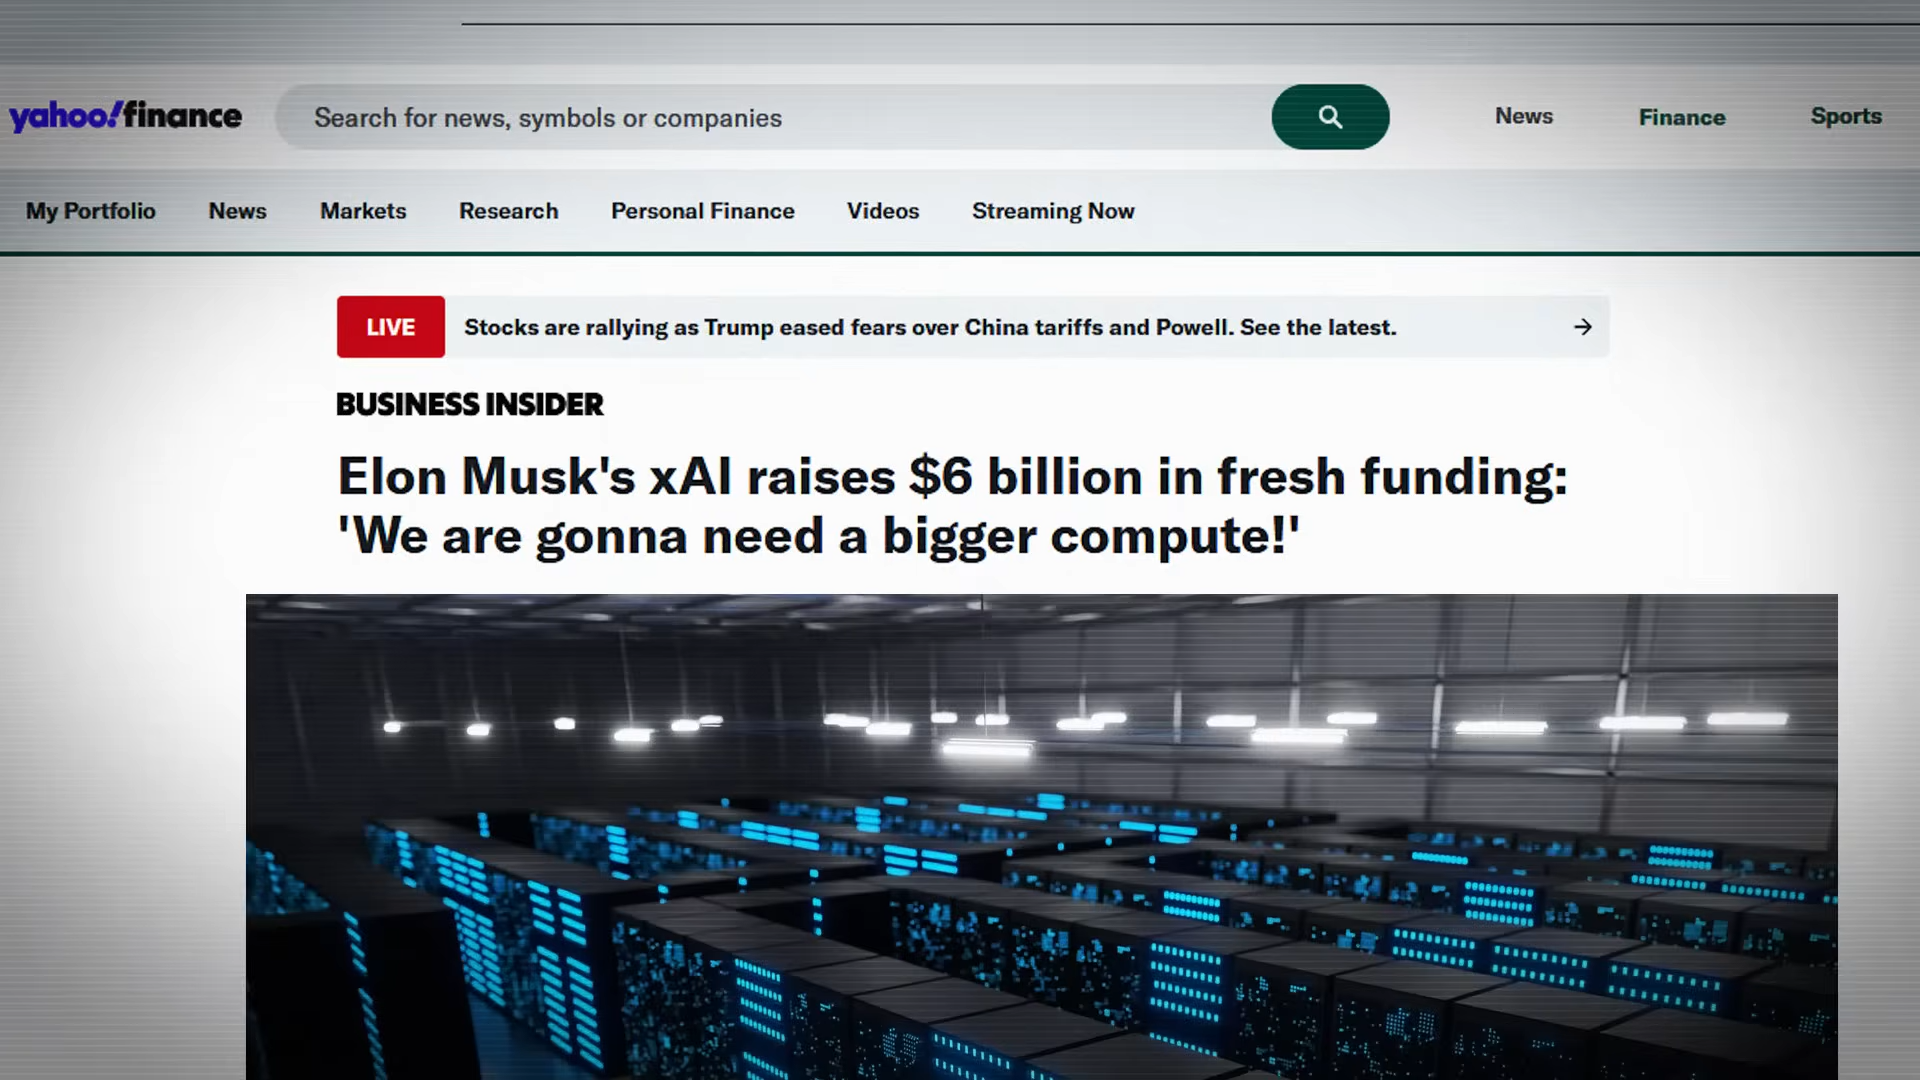 yahoo!finance
Search for news, symbols or companies
News
Finance
Sports
My Portfolio
News
Markets
Research
Personal Finance
Videos
Streaming Now
LIVE
Stocks are rallying as Trump eased fears over China tariffs and Powell. See the latest.
BUSINESS INSIDER
Elon Musk's xAI raises $6 billion in fresh funding:
'We are gonna need a bigger compute!'